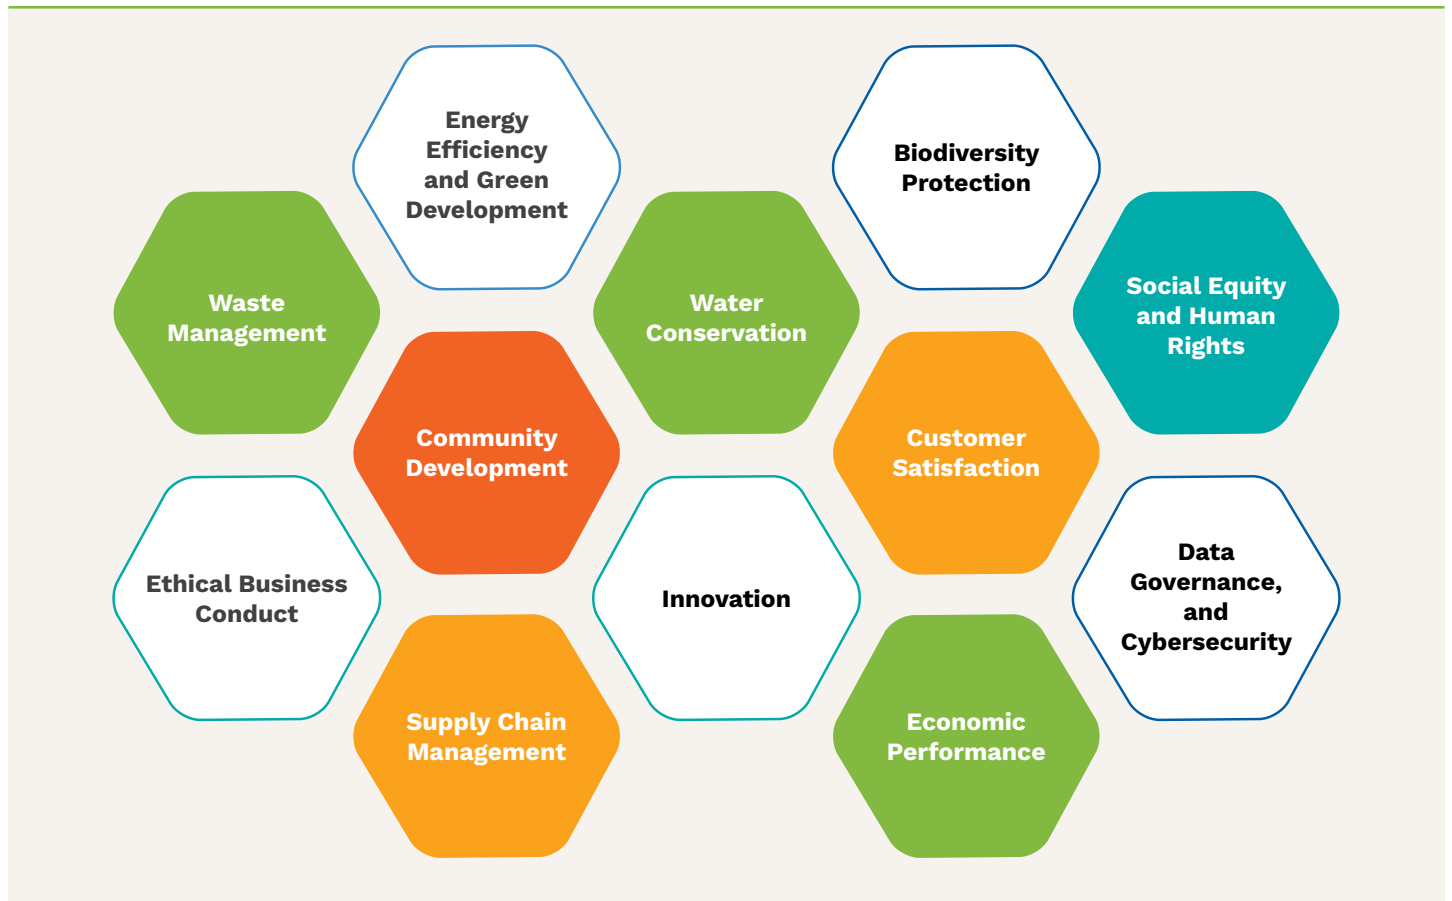 Energy
Efficiency
and Green
Development
Biodiversity
Protection
Waste
Management
Water
Conservation
Social Equity
and Human
Rights
Community
Development
Customer
Satisfaction
Ethical Business
Conduct
Innovation
Data
Governance,
and
Cybersecurity
Supply Chain
Management
Economic
Performance